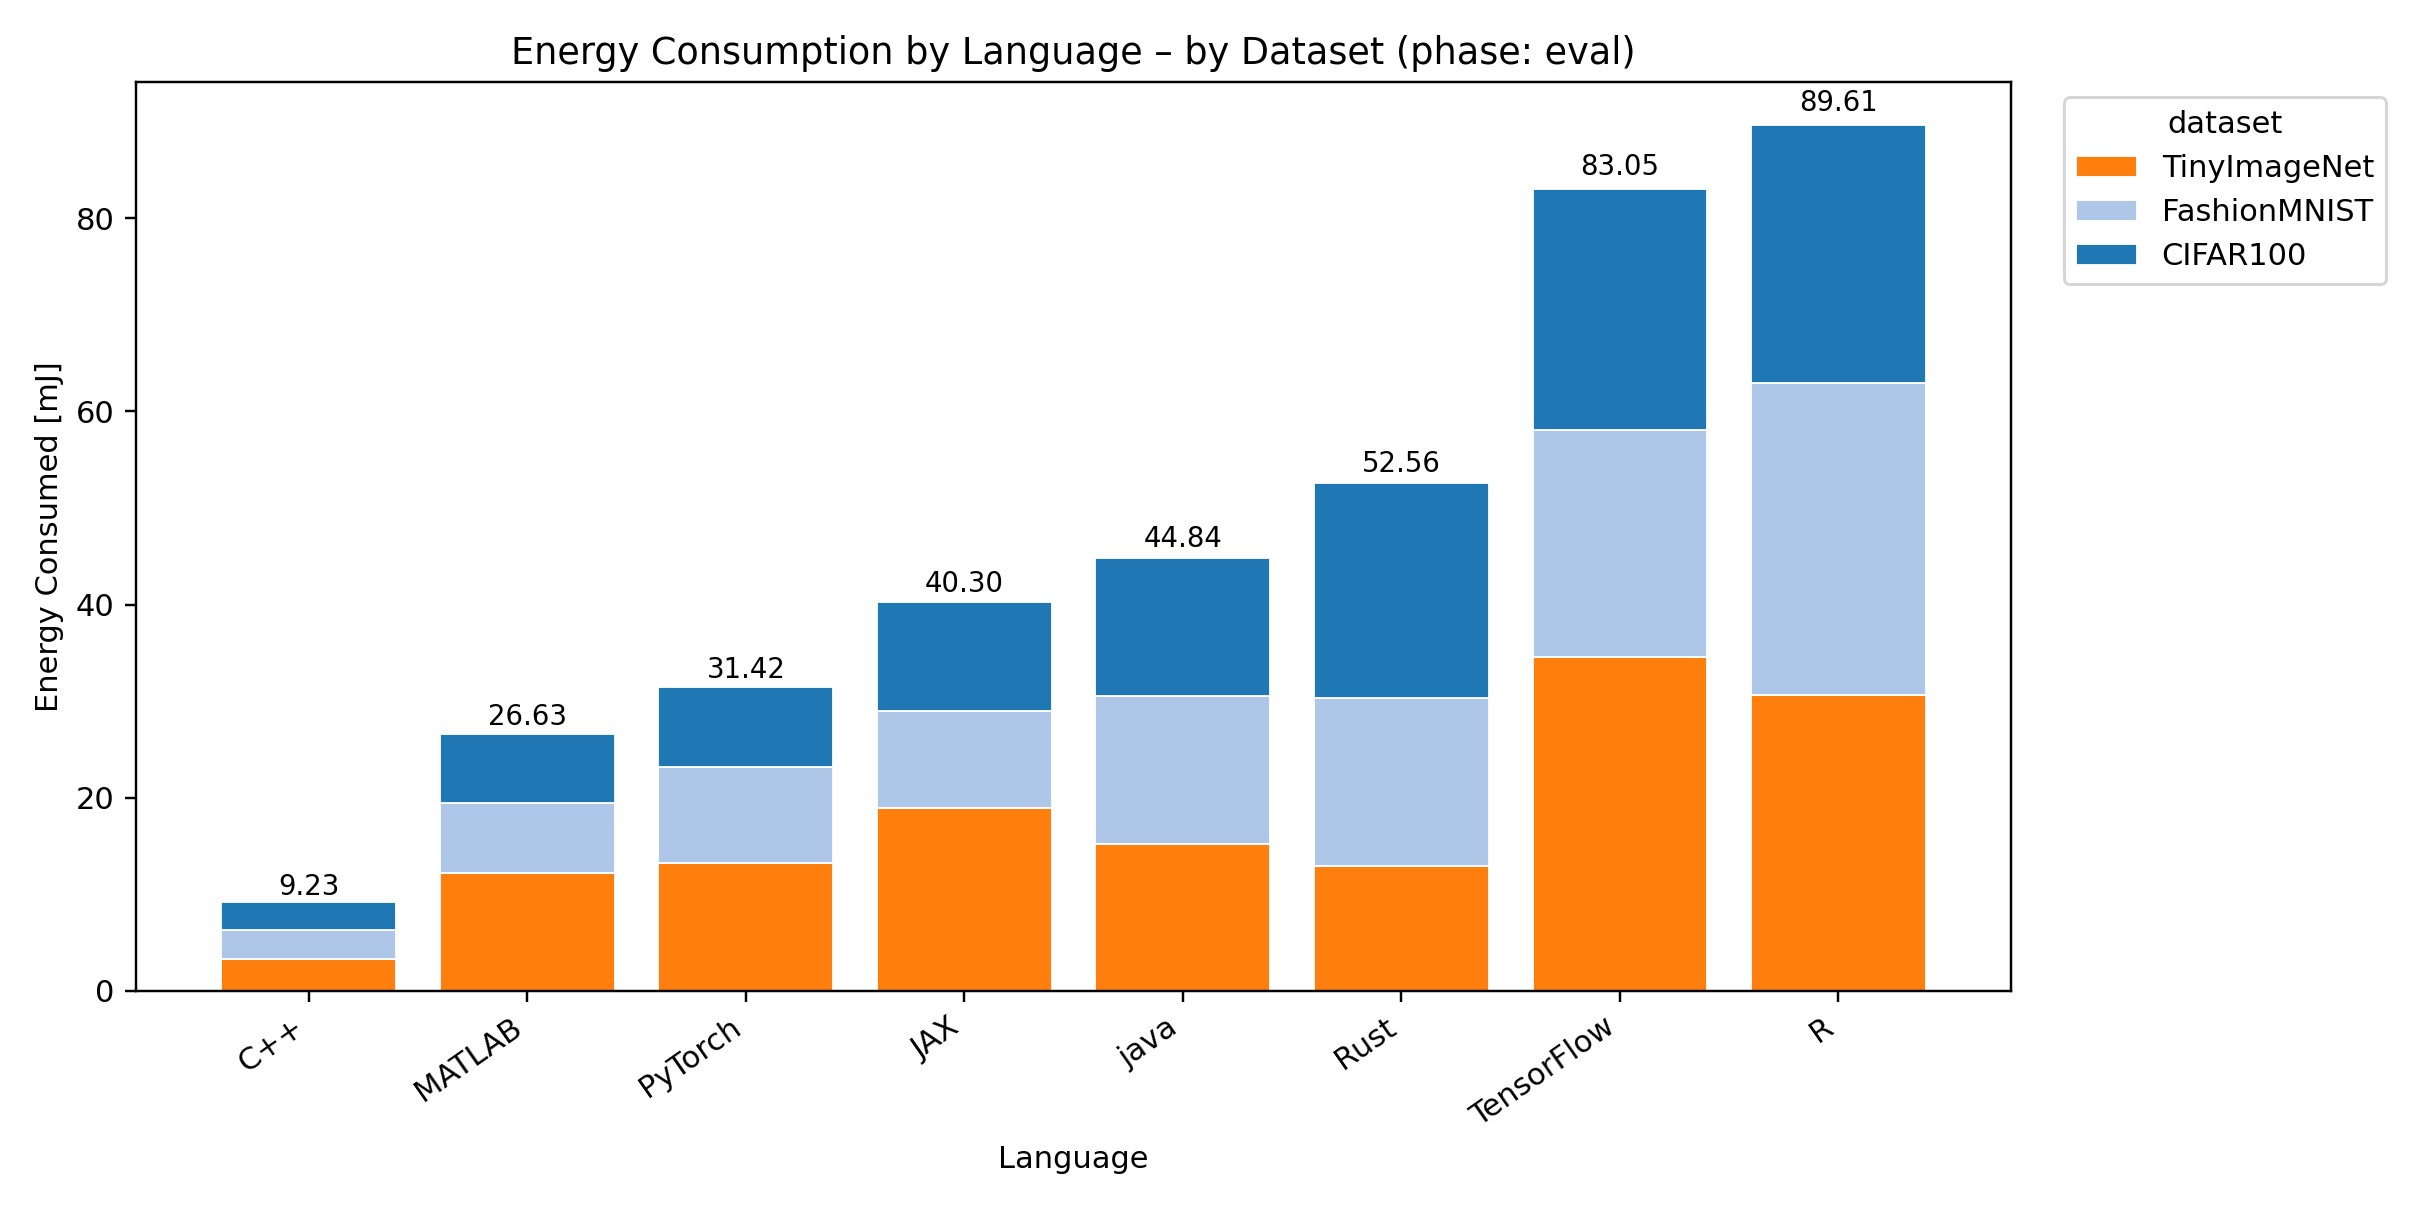 Energy Consumption by Language – by Dataset (phase: eval)
Energy Consumed [mJ]
80
60
40
20
0
9.23
26.63
31.42
40.30
44.84
52.56
83.05
89.61
C++
MATLAB
PyTorch
JAX
java
Rust
TensorFlow
R
Language
dataset
TinyImageNet
FashionMNIST
CIFAR100